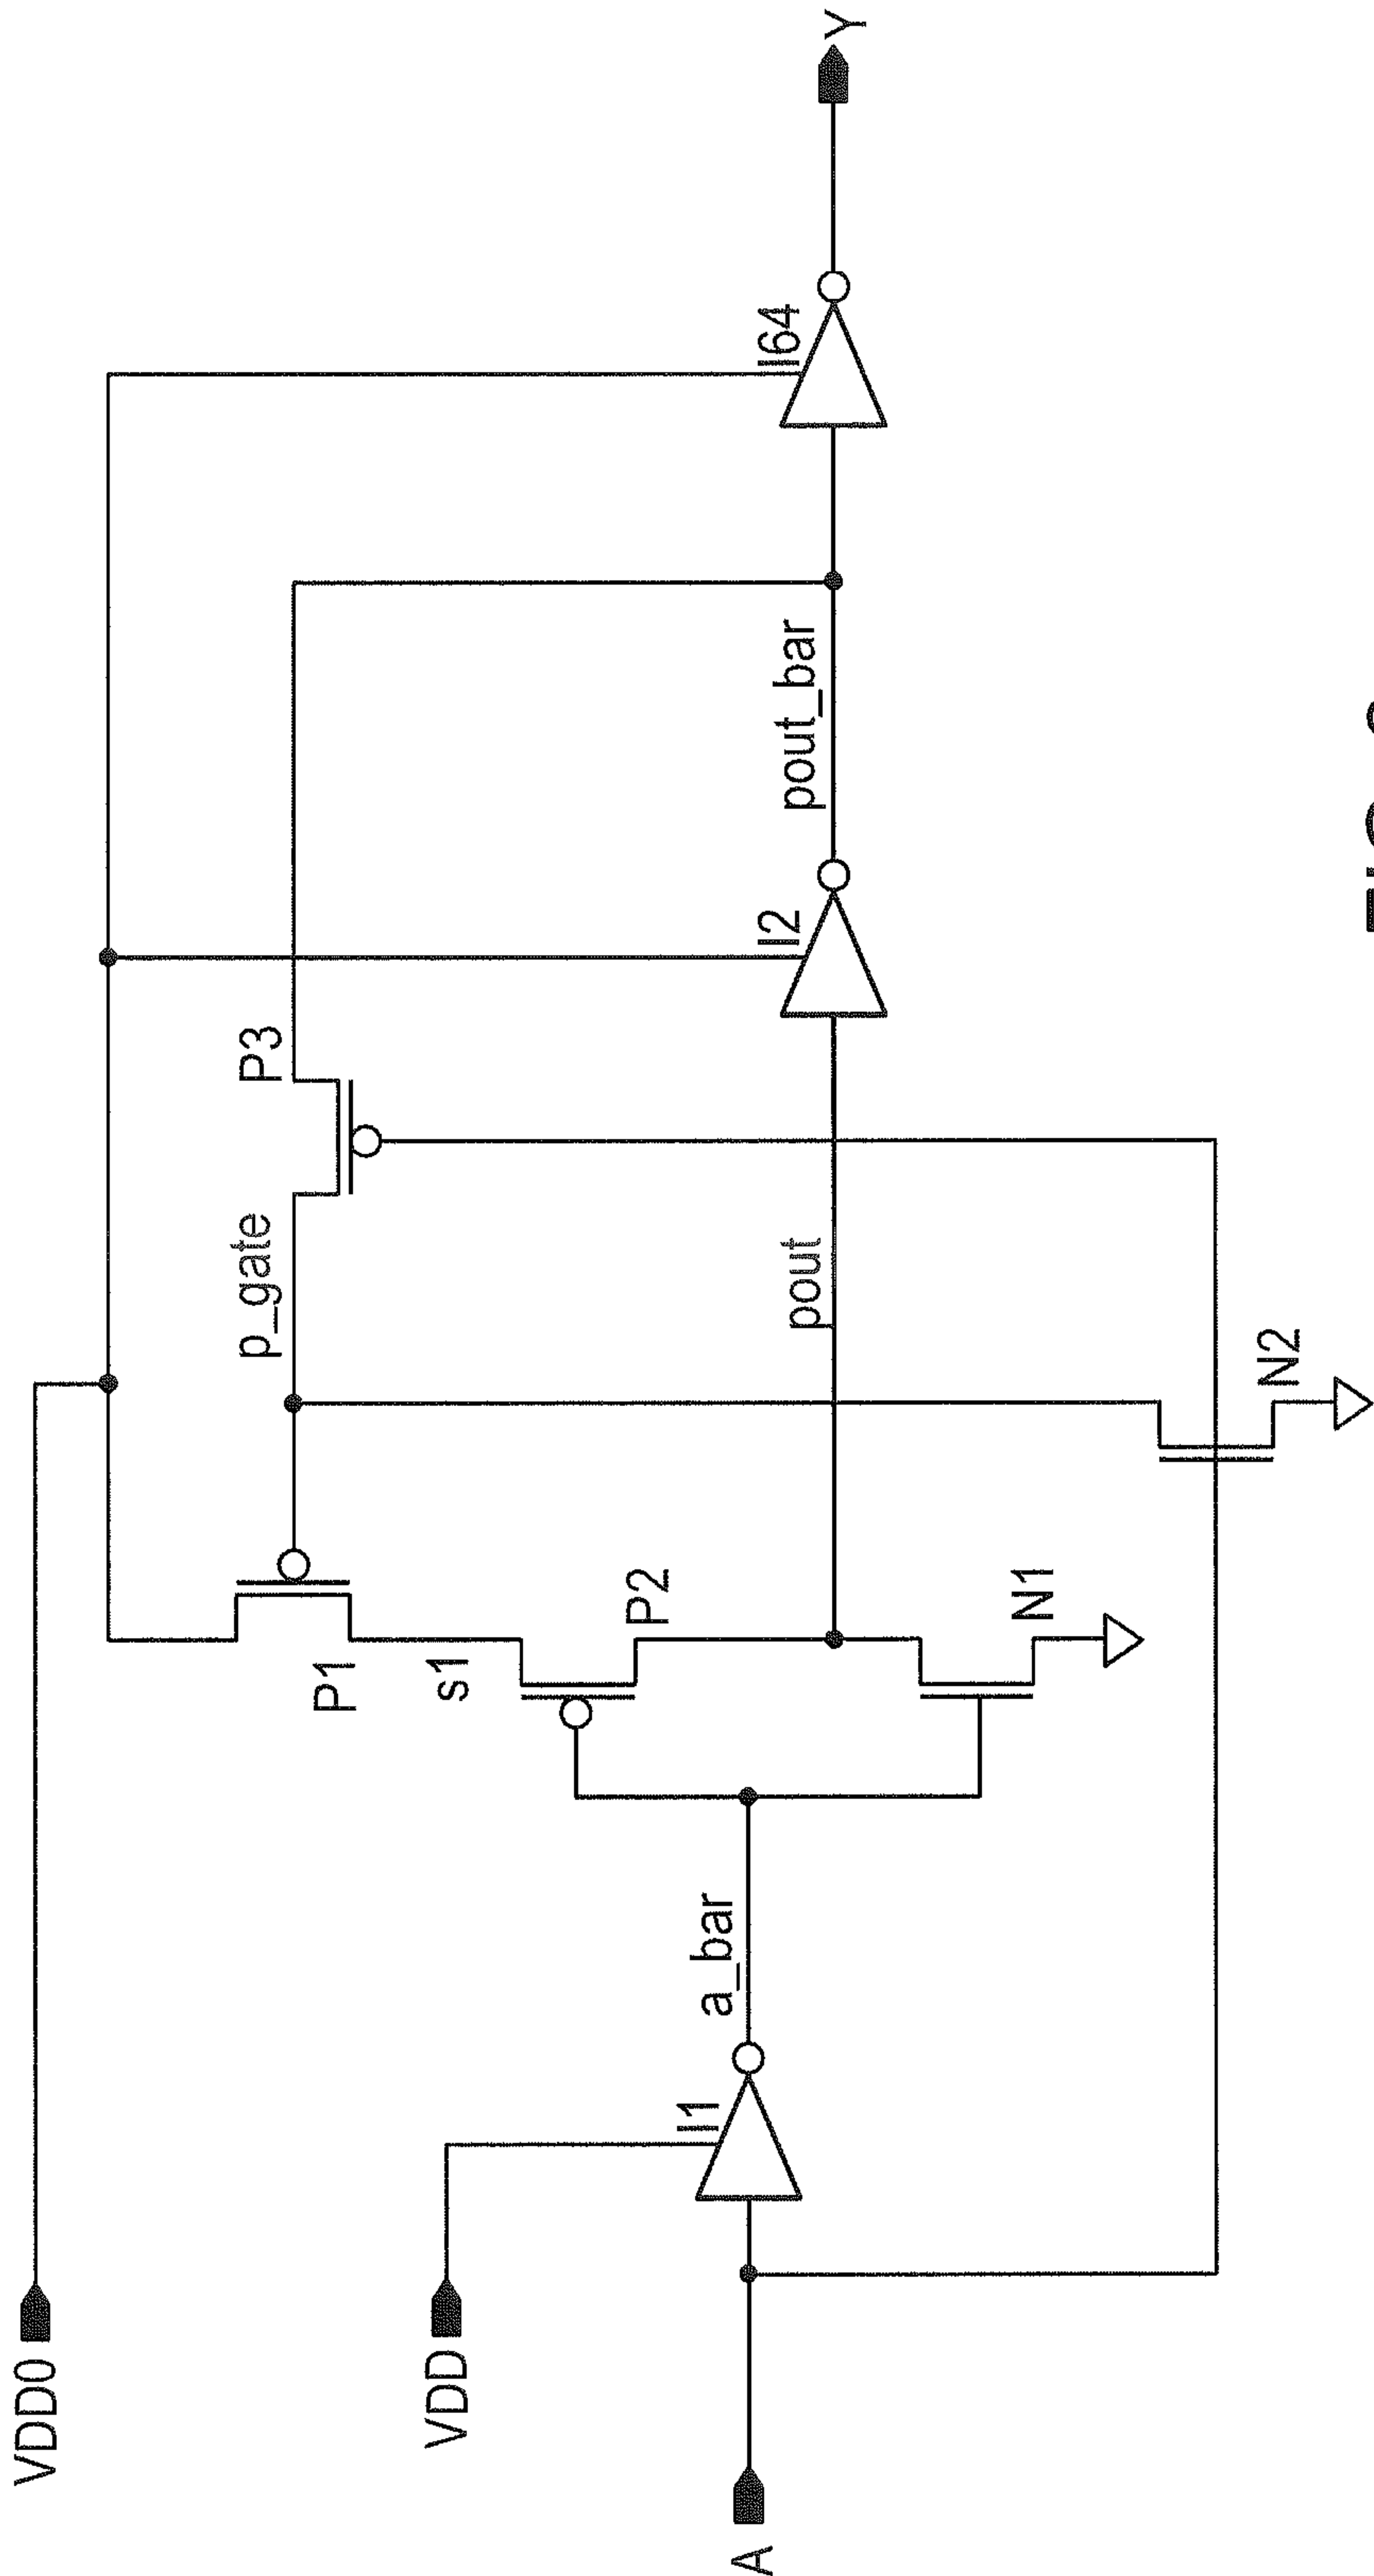 VDD0
VDD
A
I1
a_bar
P1
s1
P2
N1
p_gate
P3
pout
N2
I2
pout_bar
I64
Y